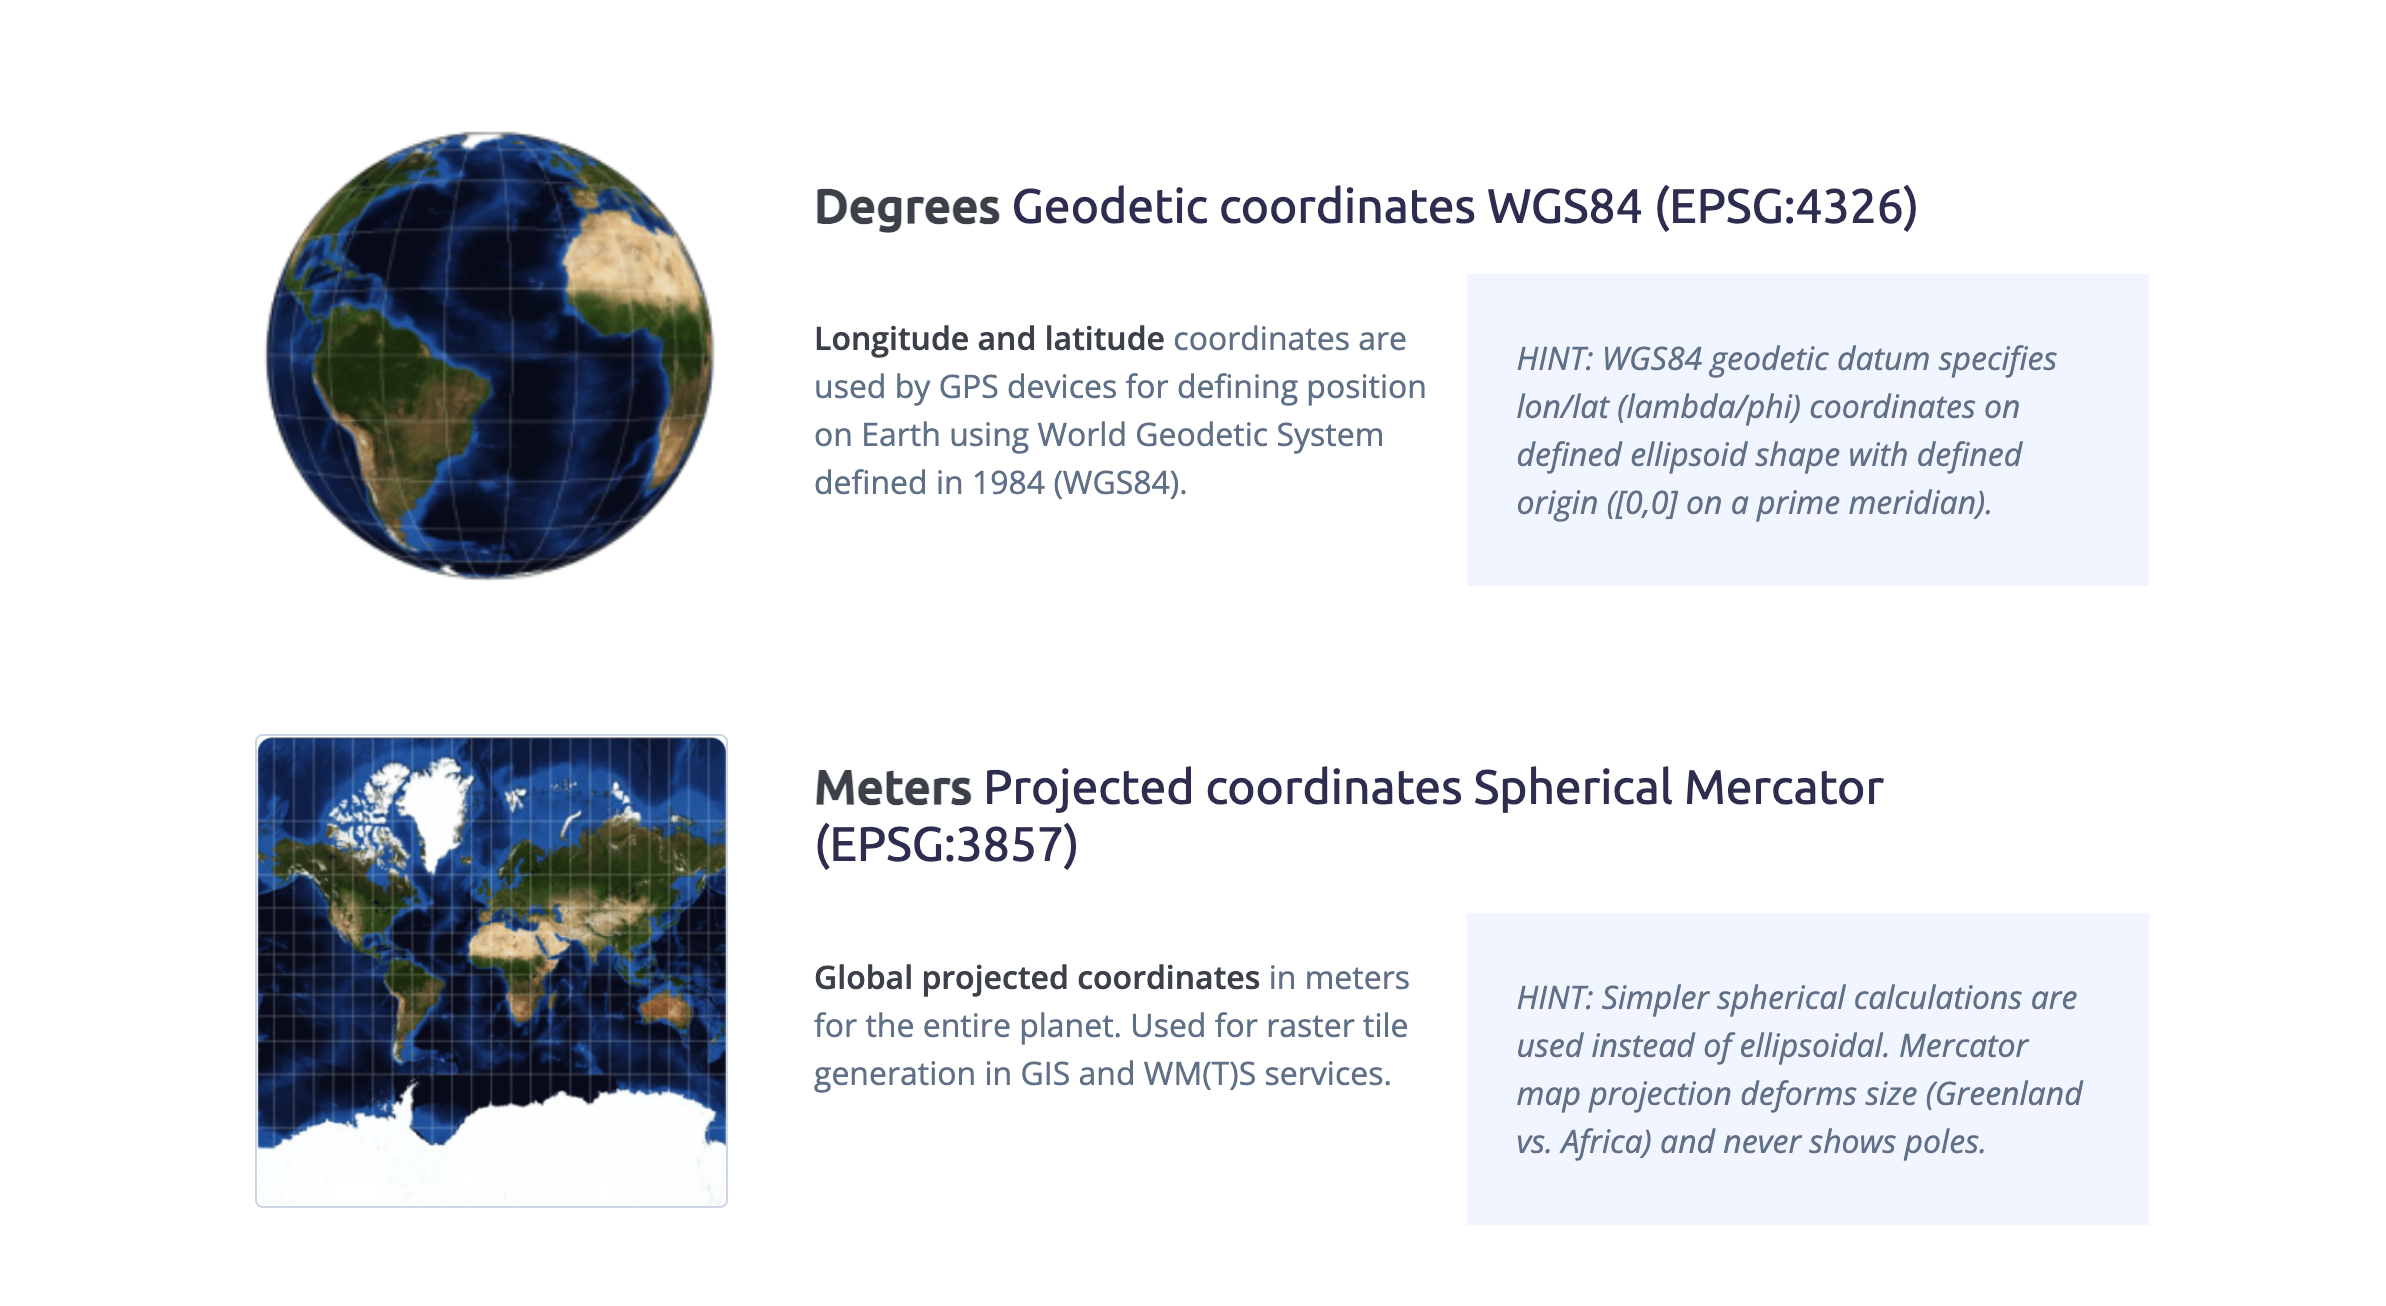 Degrees Geodetic coordinates WGS84 (EPSG:4326)
Longitude and latitude coordinates are
used by GPS devices for defining position
on Earth using World Geodetic System
defined in 1984 (WGS84).
HINT: WGS84 geodetic datum specifies
lon/lat (lambda/phi) coordinates on
defined ellipsoid shape with defined
origin ([0,0] on a prime meridian).
Meters Projected coordinates Spherical Mercator
(EPSG:3857)
Global projected coordinates in meters
for the entire planet. Used for raster tile
generation in GIS and WM(T)S services.
HINT: Simpler spherical calculations are
used instead of ellipsoidal. Mercator
map projection deforms size (Greenland
vs. Africa) and never shows poles.